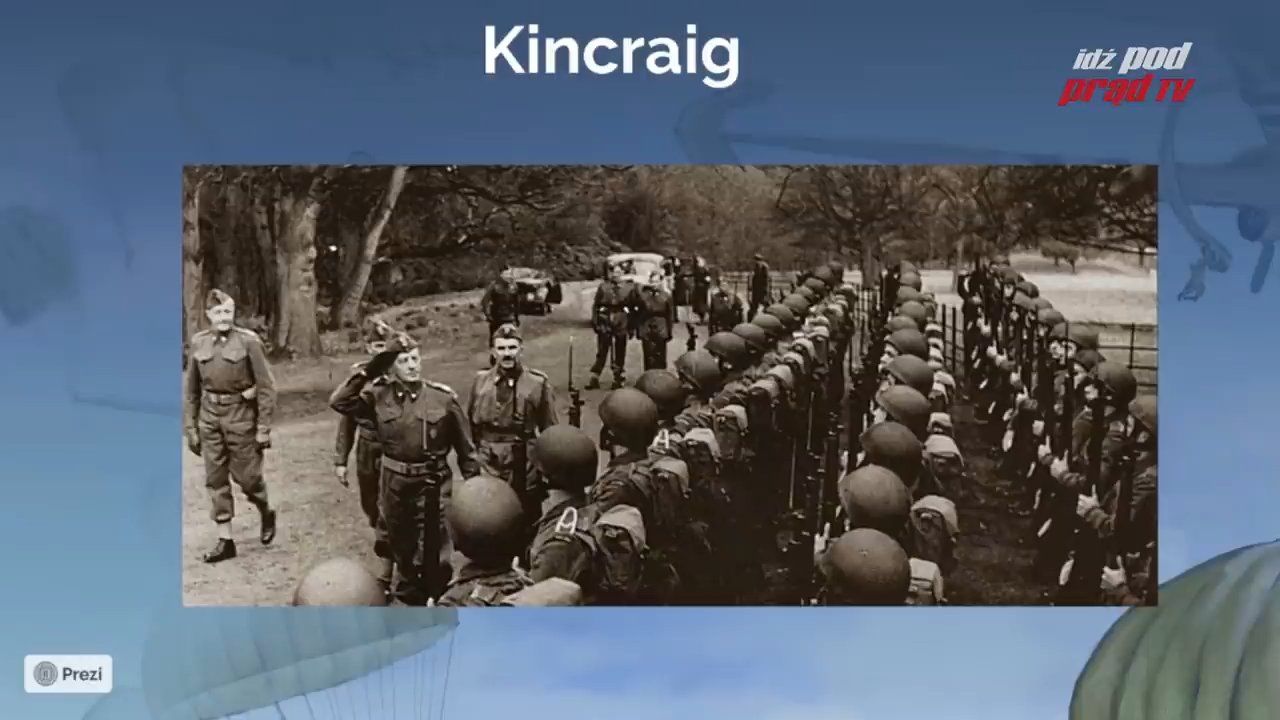 Kincraig
idź pod
prąd TV
A
A
Prezi